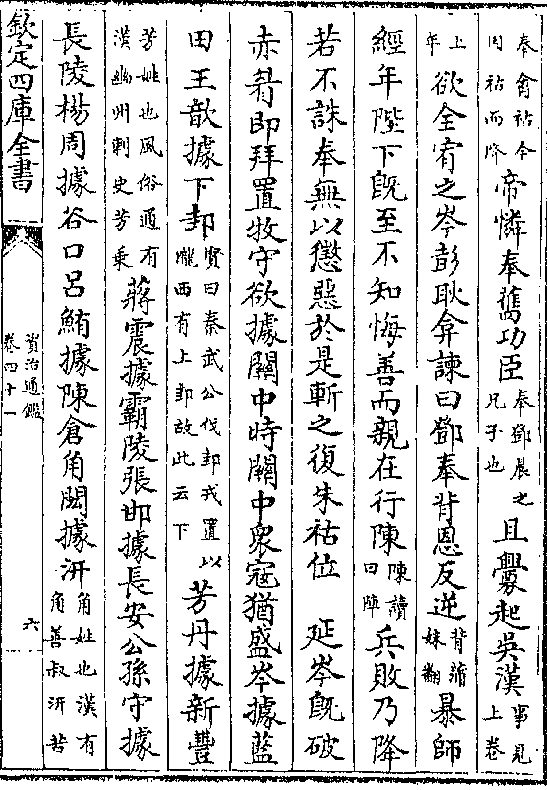 奉禽祜今因祜而降帝憐奉舊功臣奉鄧晨之兄子也且釁起吳漢事見上卷
上年欲全宥之岑彭耿弇諫曰鄧奉背恩反逆背蒲妹翻暴師
經年陛下既至不知悔善而親在行陳陳讀曰陣兵敗乃降
若不誅奉無以懲惡於是斬之復朱祜位 延岑既破
赤眉即拜置牧守欲據關中時關中衆寇猶盛岑據藍
田王歆據下邽賢曰秦武公伐邽戎置以隴西有上邽故此云下芳丹據新豐
芳姓也風俗通有漢幽州刺史芳乗蔣震據霸陵張邯據長安公孫守據
長陵楊周據谷口呂鮪據陳倉角閎據汧角姓也漢有角善叔汧苦
欽定四庫全書
資治通鑑
卷四十一
六